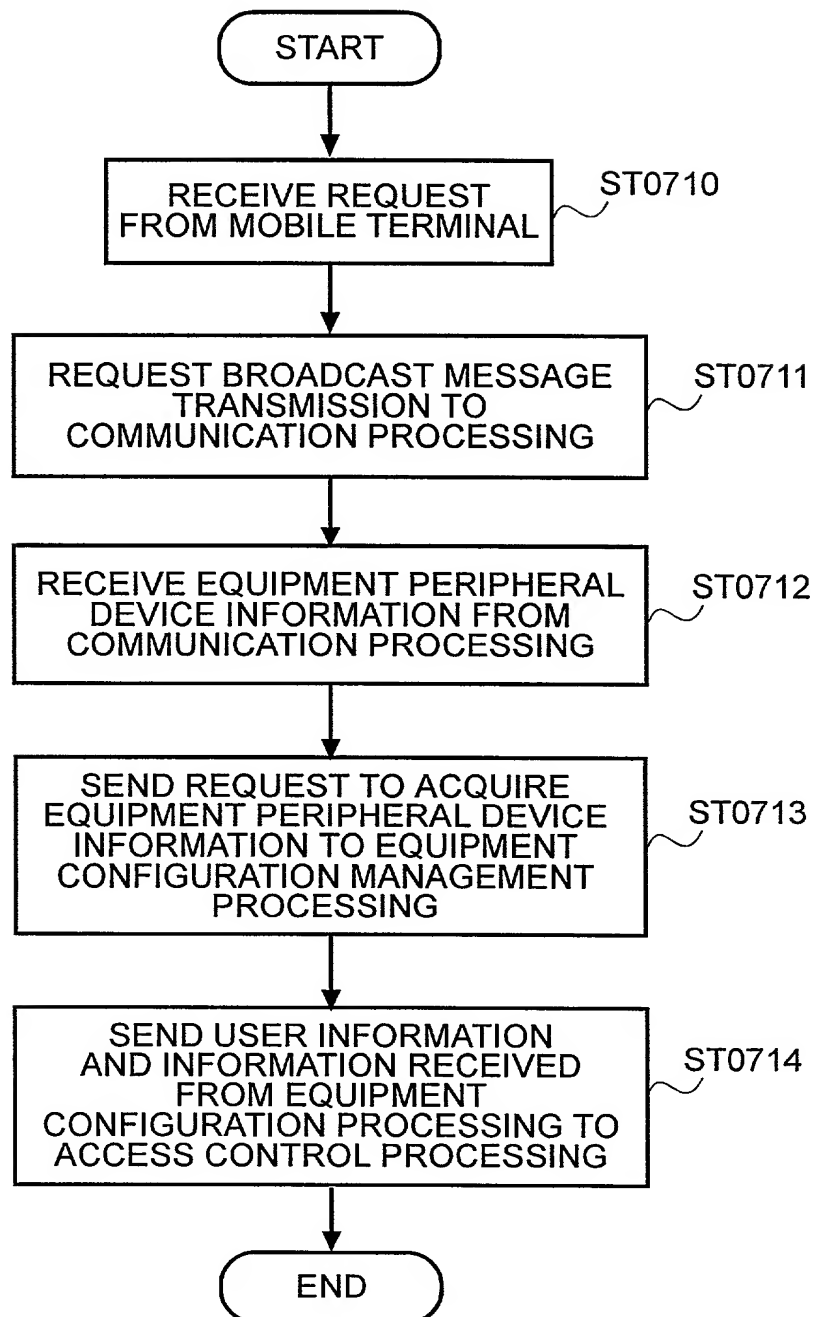 START
RECEIVE REQUEST
FROM MOBILE TERMINAL
ST0710
REQUEST BROADCAST MESSAGE
TRANSMISSION TO
COMMUNICATION PROCESSING
ST0711
RECEIVE EQUIPMENT PERIPHERAL
DEVICE INFORMATION FROM
COMMUNICATION PROCESSING
ST0712
SEND REQUEST TO ACQUIRE
EQUIPMENT PERIPHERAL DEVICE
INFORMATION TO EQUIPMENT
CONFIGURATION MANAGEMENT
PROCESSING
ST0713
SEND USER INFORMATION
AND INFORMATION RECEIVED
FROM EQUIPMENT
CONFIGURATION PROCESSING TO
ACCESS CONTROL PROCESSING
ST0714
END